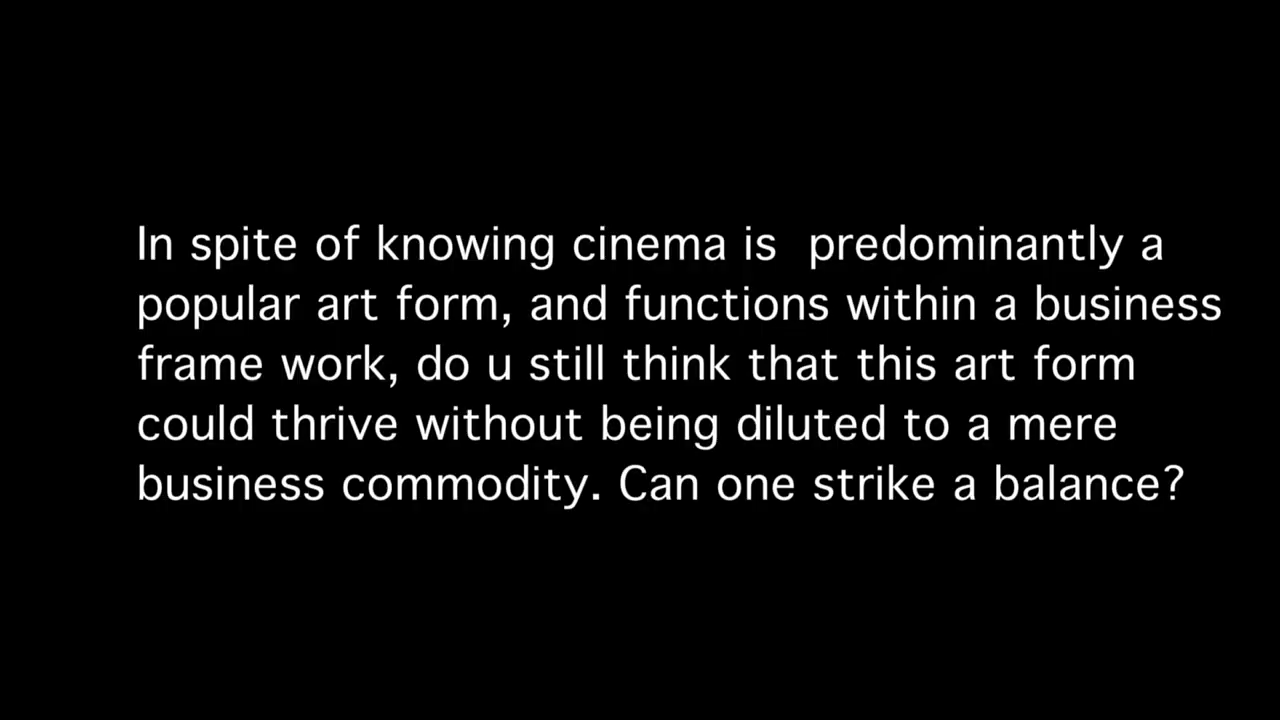 In spite of knowing cinema is  predominantly a
popular art form, and functions within a business
frame work, do u still think that this art form
could thrive without being diluted to a mere
business commodity. Can one strike a balance?